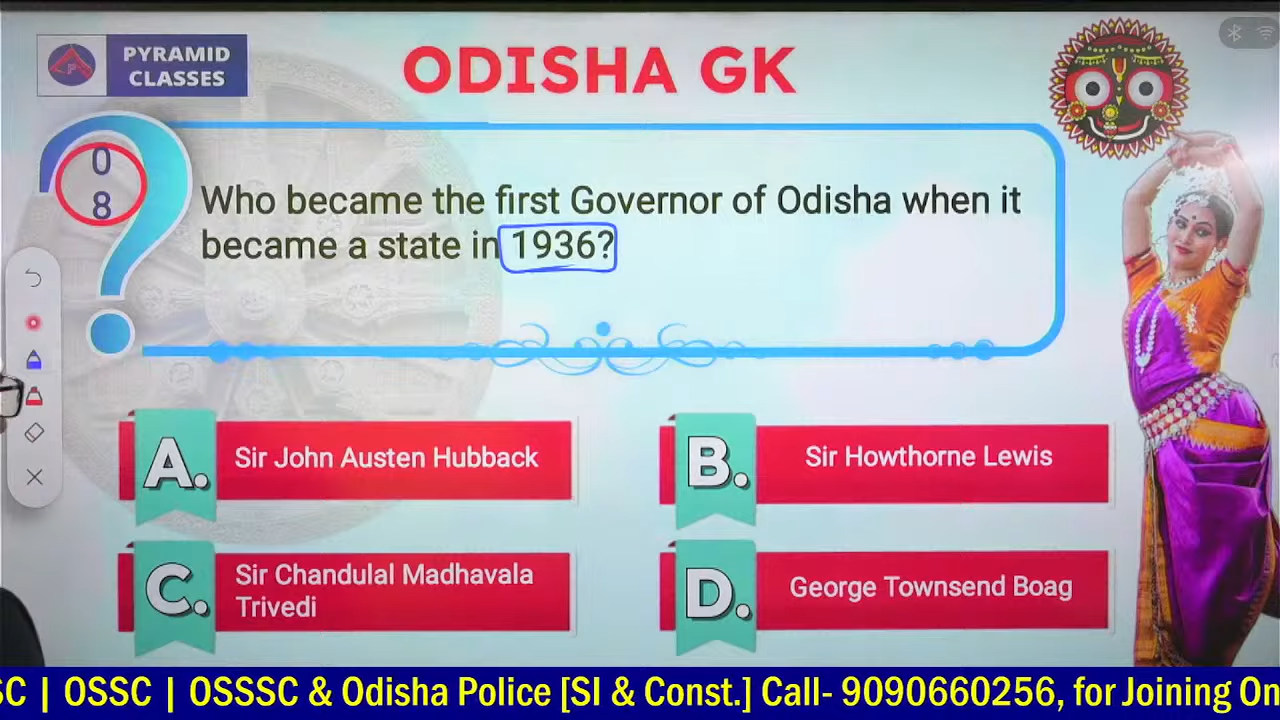 PYRAMID
CLASSES
ODISHA GK
0
8
Who became the first Governor of Odisha when it
became a state in 1936?
A. Sir John Austen Hubback
B. Sir Howthorne Lewis
C. Sir Chandulal Madhavala
Trivedi
D. George Townsend Boag
SC | OSSC | OSSSC & Odisha Police [SI & Const.] Call- 9090660256, for Joining On